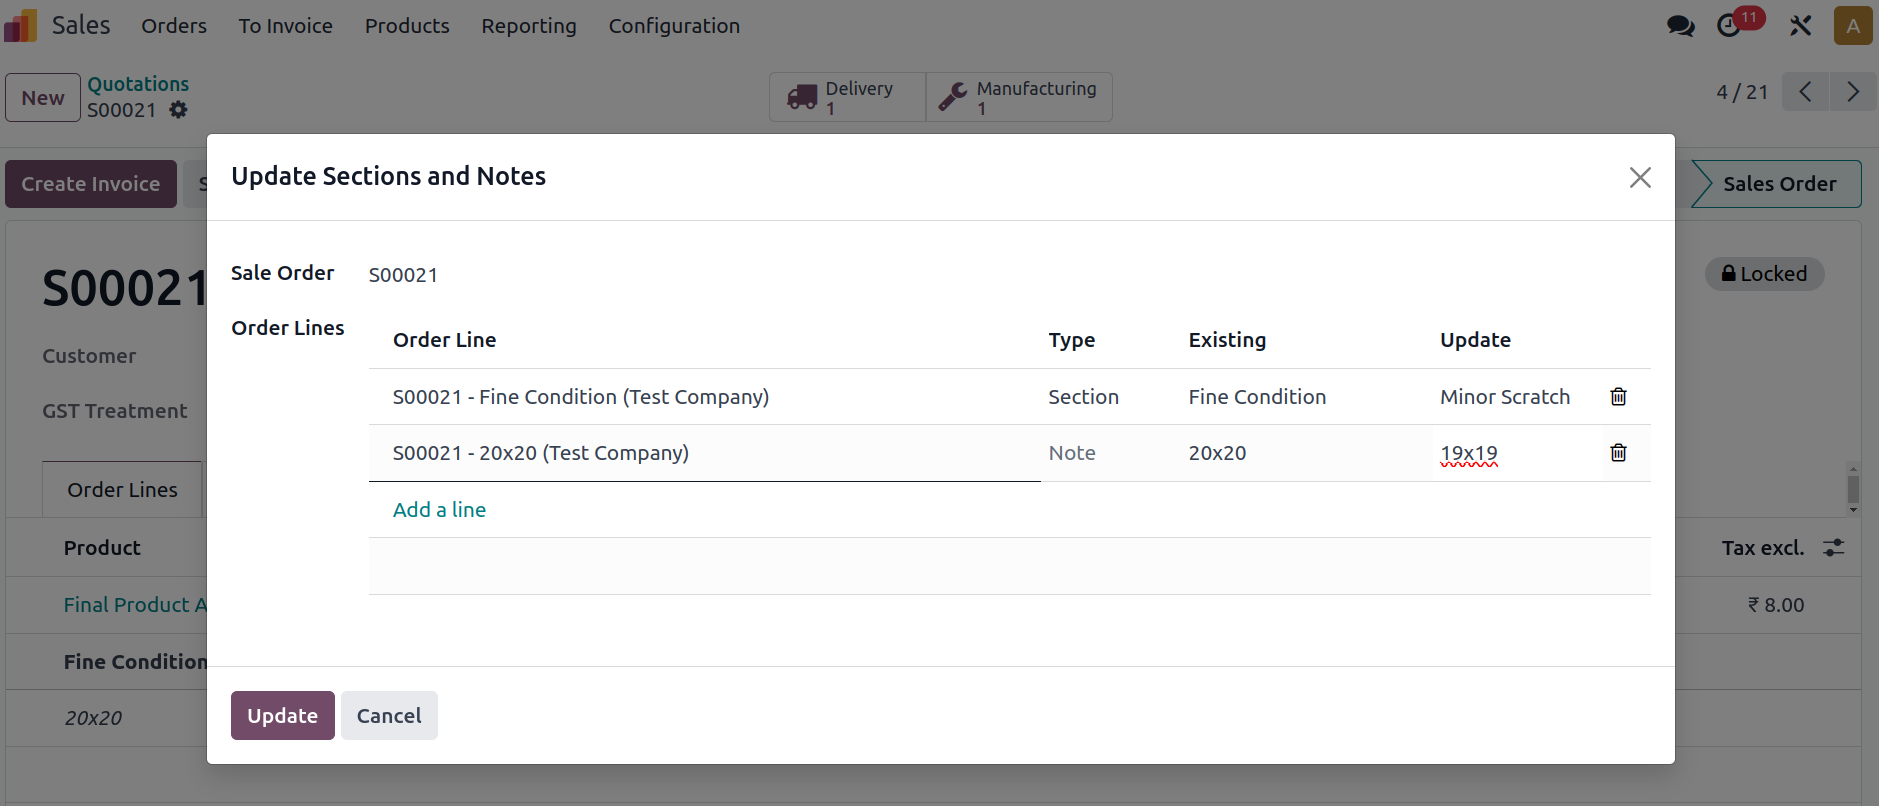 Sales Orders To Invoice Products Reporting Configuration 11 A
New Quotations S00021 Delivery 1 Manufacturing 1 4 / 21
Create Invoice S Sales Order
Update Sections and Notes
S00021 Locked
Sale Order S00021
Order Lines
Order Line Type Existing Update
S00021 - Fine Condition (Test Company) Section Fine Condition Minor Scratch
S00021 - 20x20 (Test Company) Note 20x20 19x19
Add a line
Customer
GST Treatment
Order Lines
Product Tax excl.
Final Product A ₹ 8.00
Fine Condition
20x20
Update Cancel